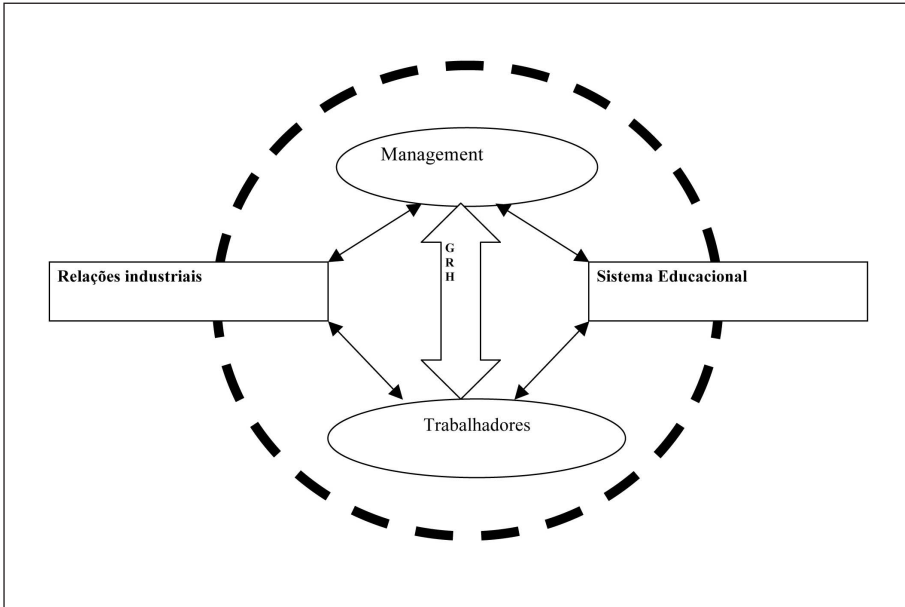 Management
G
R
H
Relações industriais
Sistema Educacional
Trabalhadores